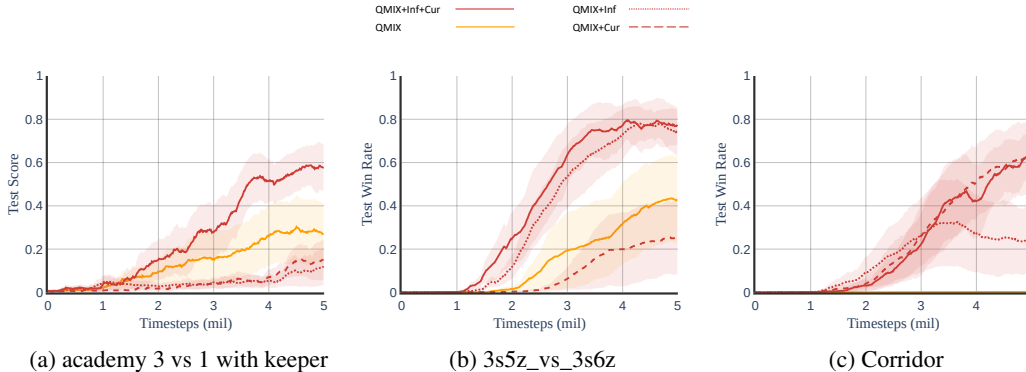 QMIX+Inf+Cur
QMIX+Inf
QMIX
QMIX+Cur
1
0.8
0.6
0.4
0.2
0
Test Score
0 1 2 3 4 5
Timesteps (mil)
(a) academy 3 vs 1 with keeper
1
0.8
0.6
0.4
0.2
0
Test Win Rate
0 1 2 3 4 5
Timesteps (mil)
(b) 3s5z_vs_3s6z
1
0.8
0.6
0.4
0.2
0
Test Win Rate
0 1 2 3 4
Timesteps (mil)
(c) Corridor